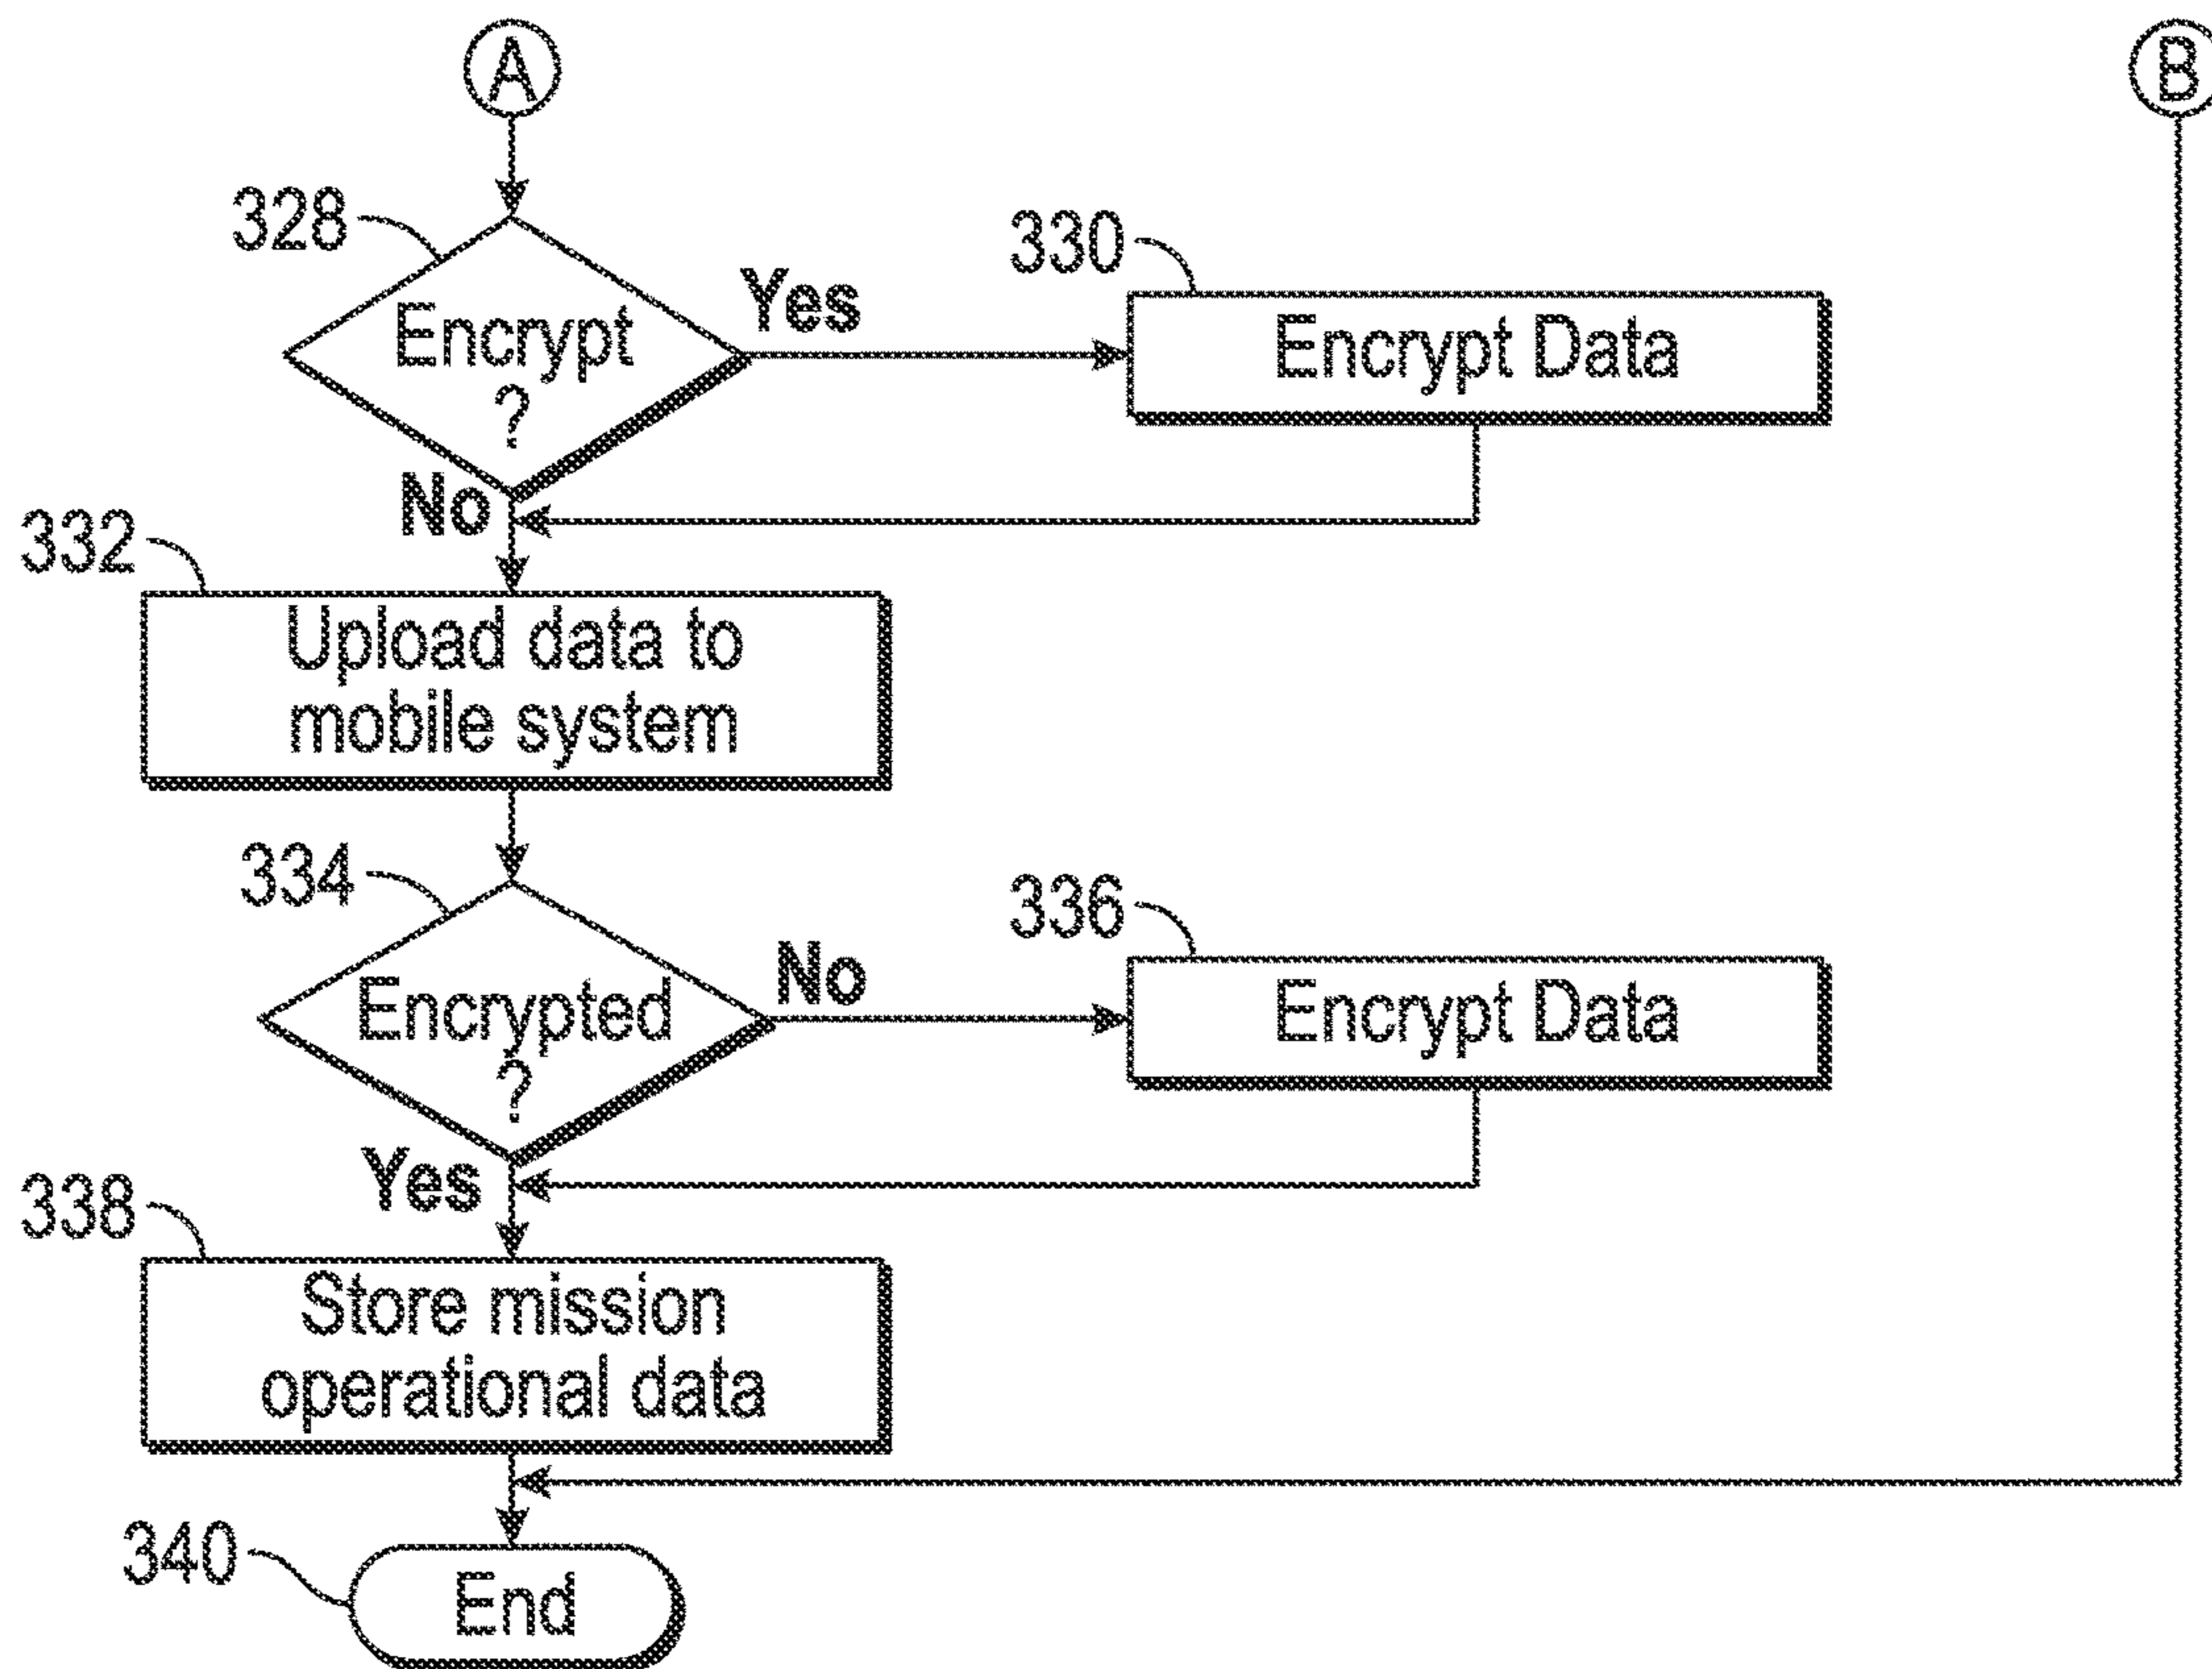 A
B
328
Encrypt
?
Yes
330
Encrypt Data
No
332
Upload data to
mobile system
334
Encrypted
?
No
336
Encrypt Data
Yes
338
Store mission
operational data
340
End